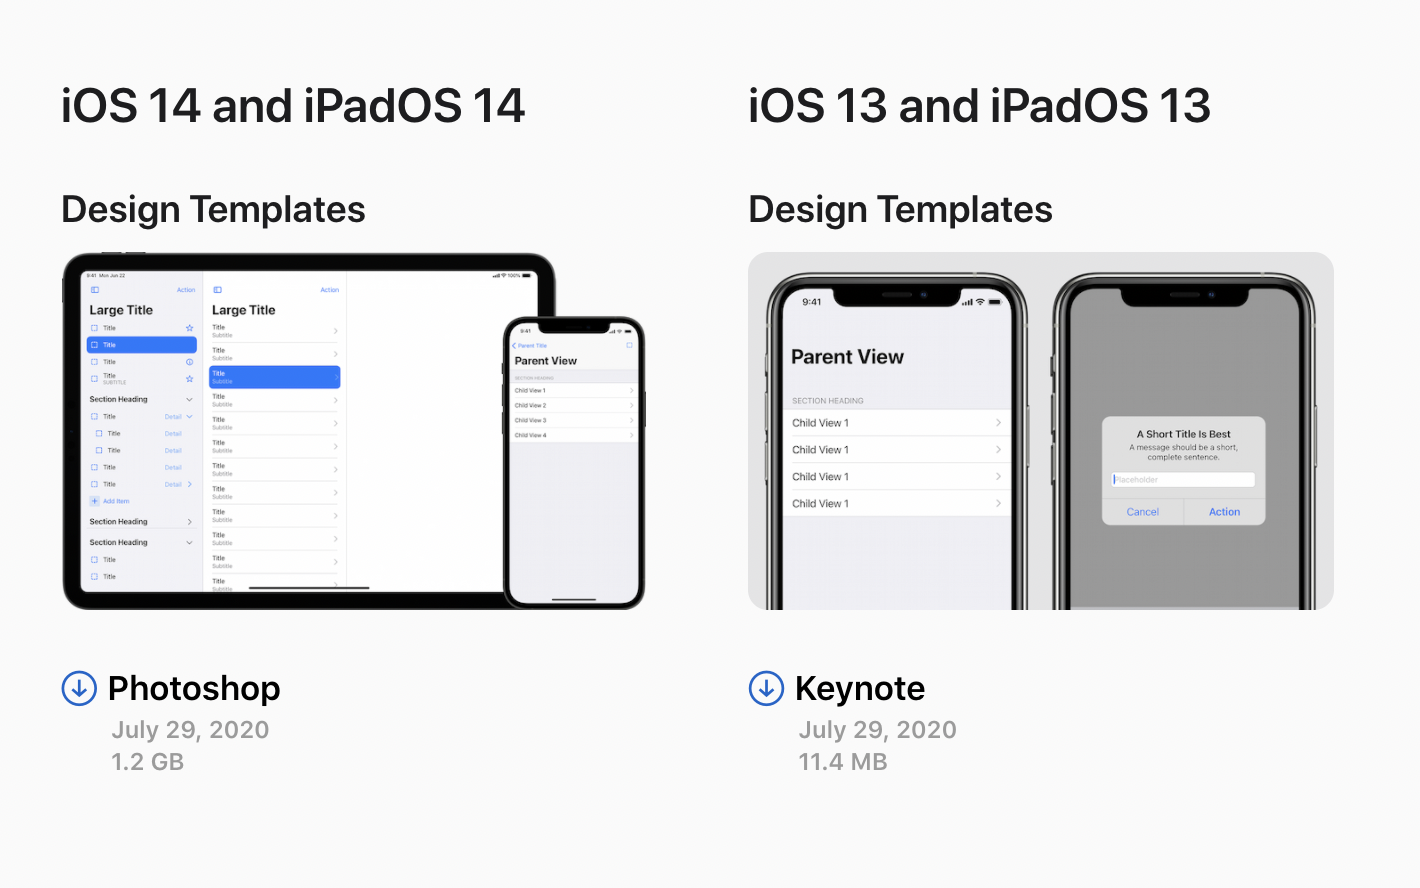 iOS 14 and iPadOS 14
Design Templates
9:41 Mon Jun 22
100%
Action
Large Title
Title
Title
Title
Title
SUBTITLE
Section Heading
Title Detail
Title Detail
Title Detail
Title Detail
Title Detail
Add Item
Section Heading
Section Heading
Title
Title
Action
Large Title
Title
Subtitle
Title
Subtitle
Title
Subtitle
Title
Subtitle
Title
Subtitle
Title
Subtitle
Title
Subtitle
Title
Subtitle
Title
Subtitle
Title
Subtitle
Title
Subtitle
Title
Subtitle
9:41
Parent Title
Parent View
SECTION HEADING
Child View 1
Child View 2
Child View 3
Child View 4
Photoshop
July 29, 2020
1.2 GB
iOS 13 and iPadOS 13
Design Templates
9:41
Parent View
SECTION HEADING
Child View 1
Child View 1
Child View 1
Child View 1
A Short Title Is Best
A message should be a short,
complete sentence.
Placeholder
Cancel Action
Keynote
July 29, 2020
11.4 MB